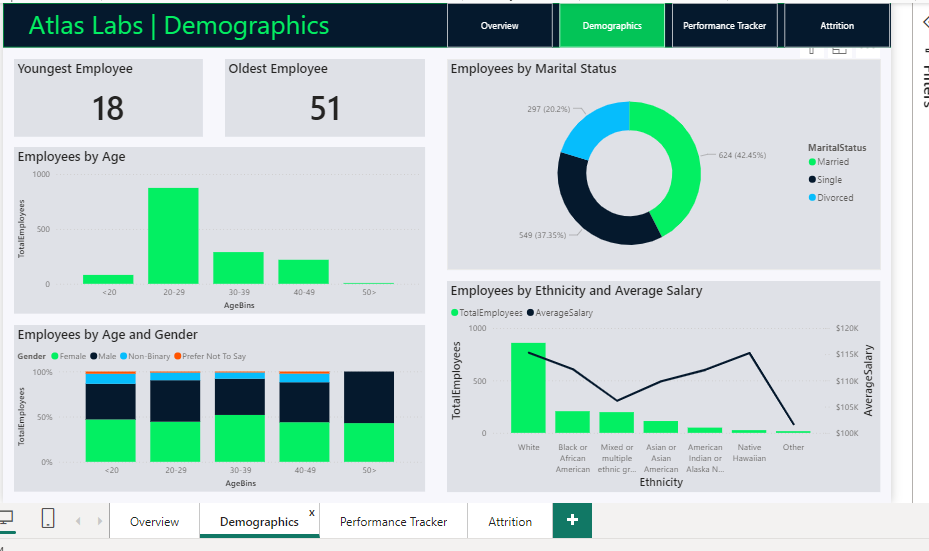 Atlas Labs | Demographics
Overview
Demographics
Performance Tracker
Attrition
Filters
Youngest Employee
18
Oldest Employee
51
Employees by Marital Status
297 (20.2%)
624 (42.45%)
549 (37.35%)
MaritalStatus
Married
Single
Divorced
Employees by Age
1000
500
0
TotalEmployees
<20
20-29
30-39
40-49
50>
AgeBins
Employees by Age and Gender
Gender
Female
Male
Non-Binary
Prefer Not To Say
100%
50%
0%
TotalEmployees
<20
20-29
30-39
40-49
50>
AgeBins
Employees by Ethnicity and Average Salary
TotalEmployees
AverageSalary
1000
500
0
TotalEmployees
$120K
$115K
$110K
$105K
$100K
AverageSalary
White
Black or
African
American
Mixed or
multiple
ethnic gr...
Asian or
Asian
American
American
Indian or
Alaska N...
Native
Hawaiian
Other
Ethnicity
Overview
Demographics
x
Performance Tracker
Attrition
+